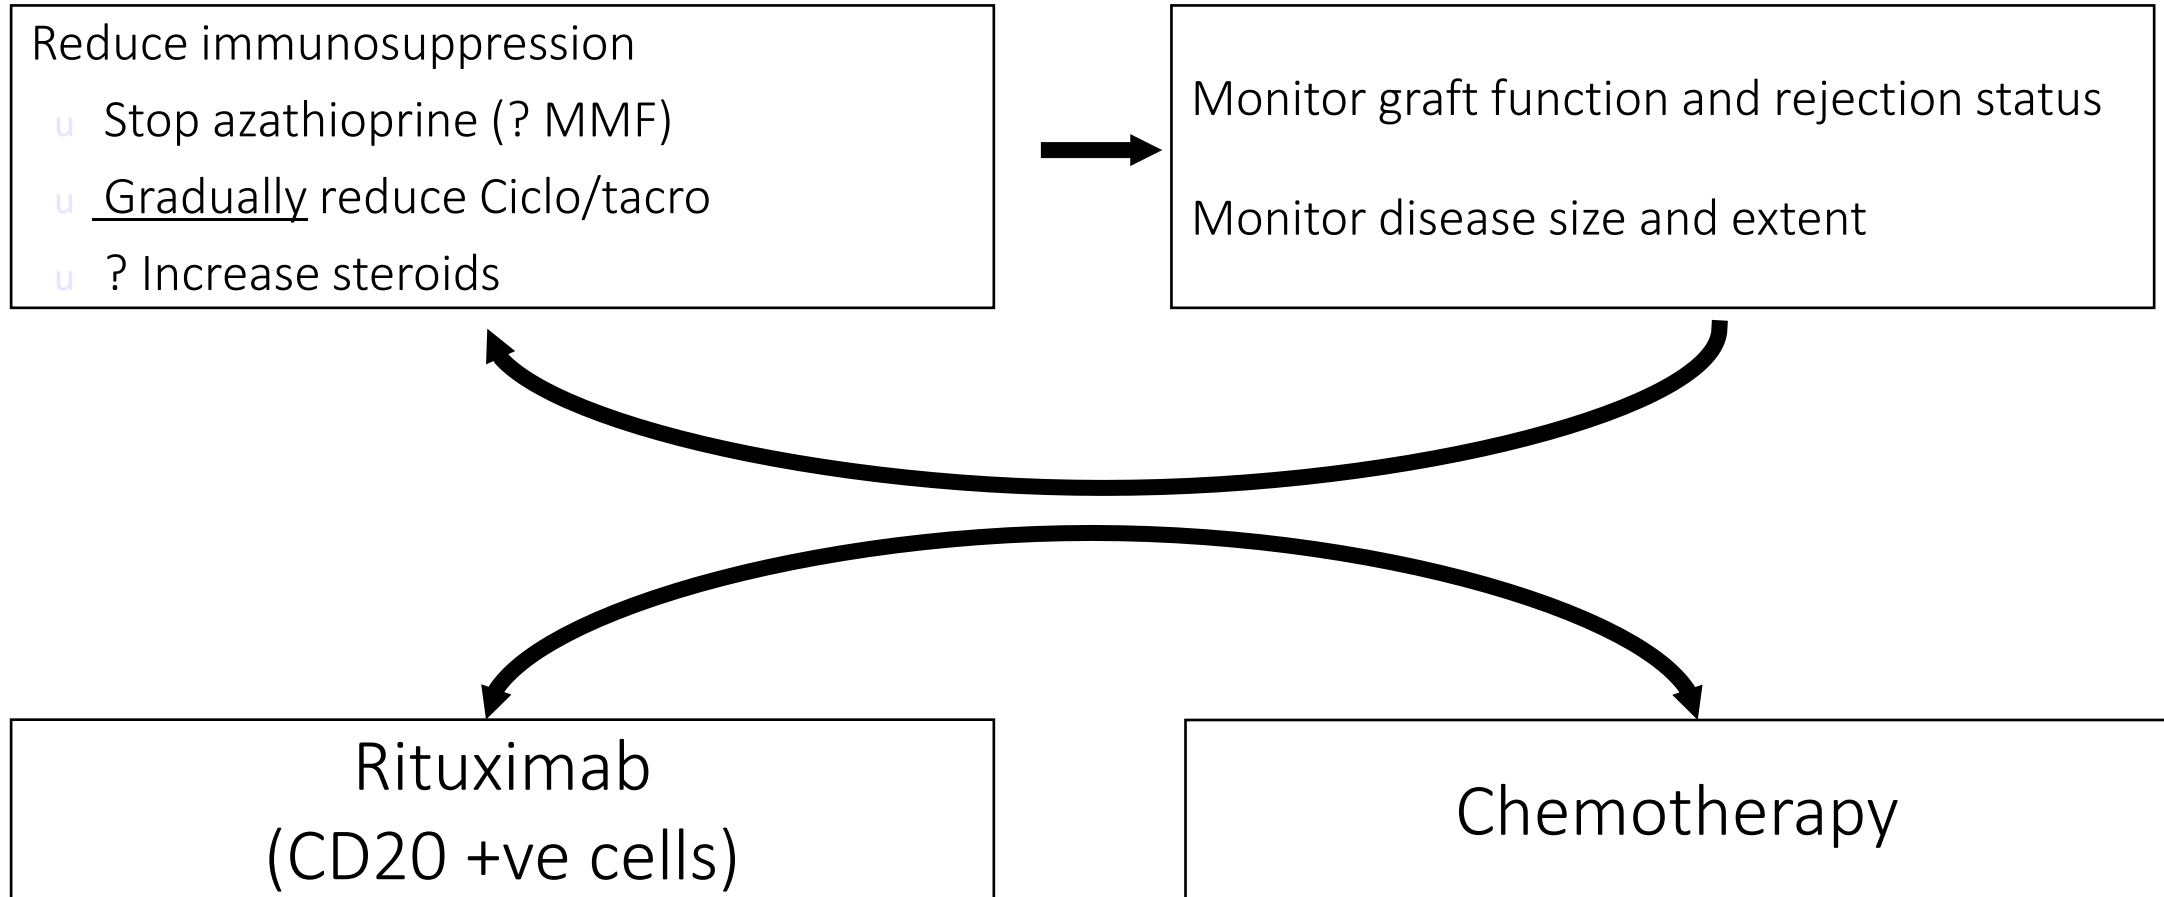 Reduce immunosuppression
u Stop azathioprine (? MMF)
u Gradually reduce Ciclo/tacro
u ? Increase steroids
Monitor graft function and rejection status
Monitor disease size and extent
Rituximab
(CD20 +ve cells)
Chemotherapy